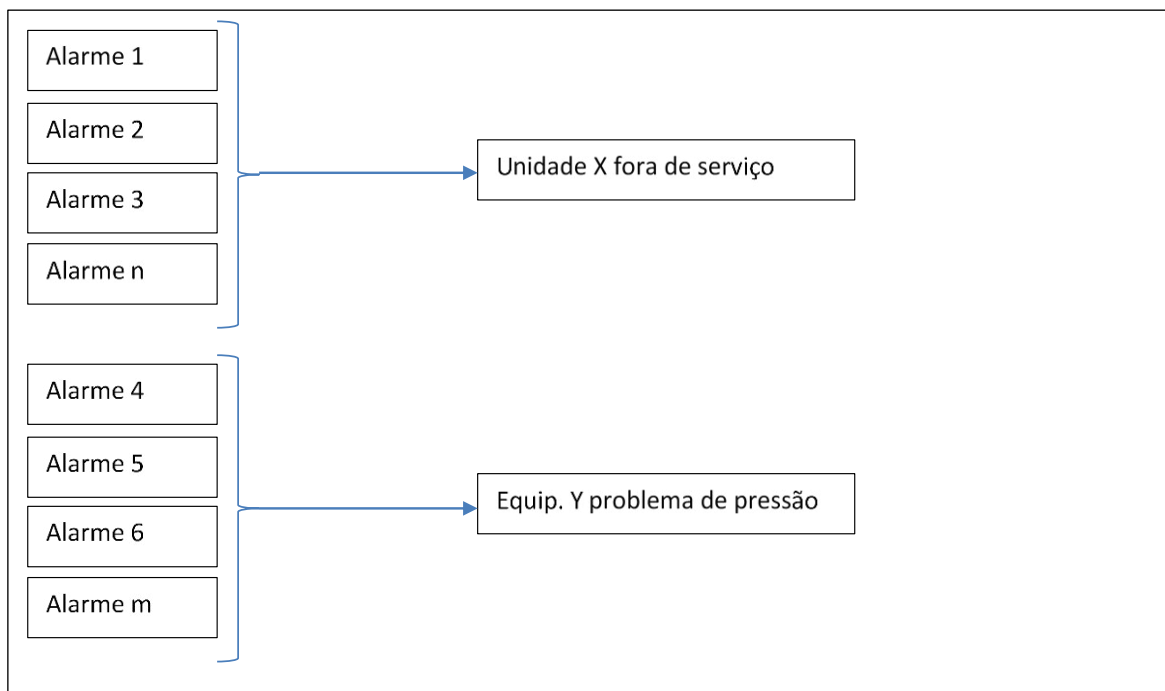 Alarme 1
Alarme 2
Alarme 3
Alarme n
Unidade X fora de serviço
Alarme 4
Alarme 5
Alarme 6
Alarme m
Equip. Y problema de pressão